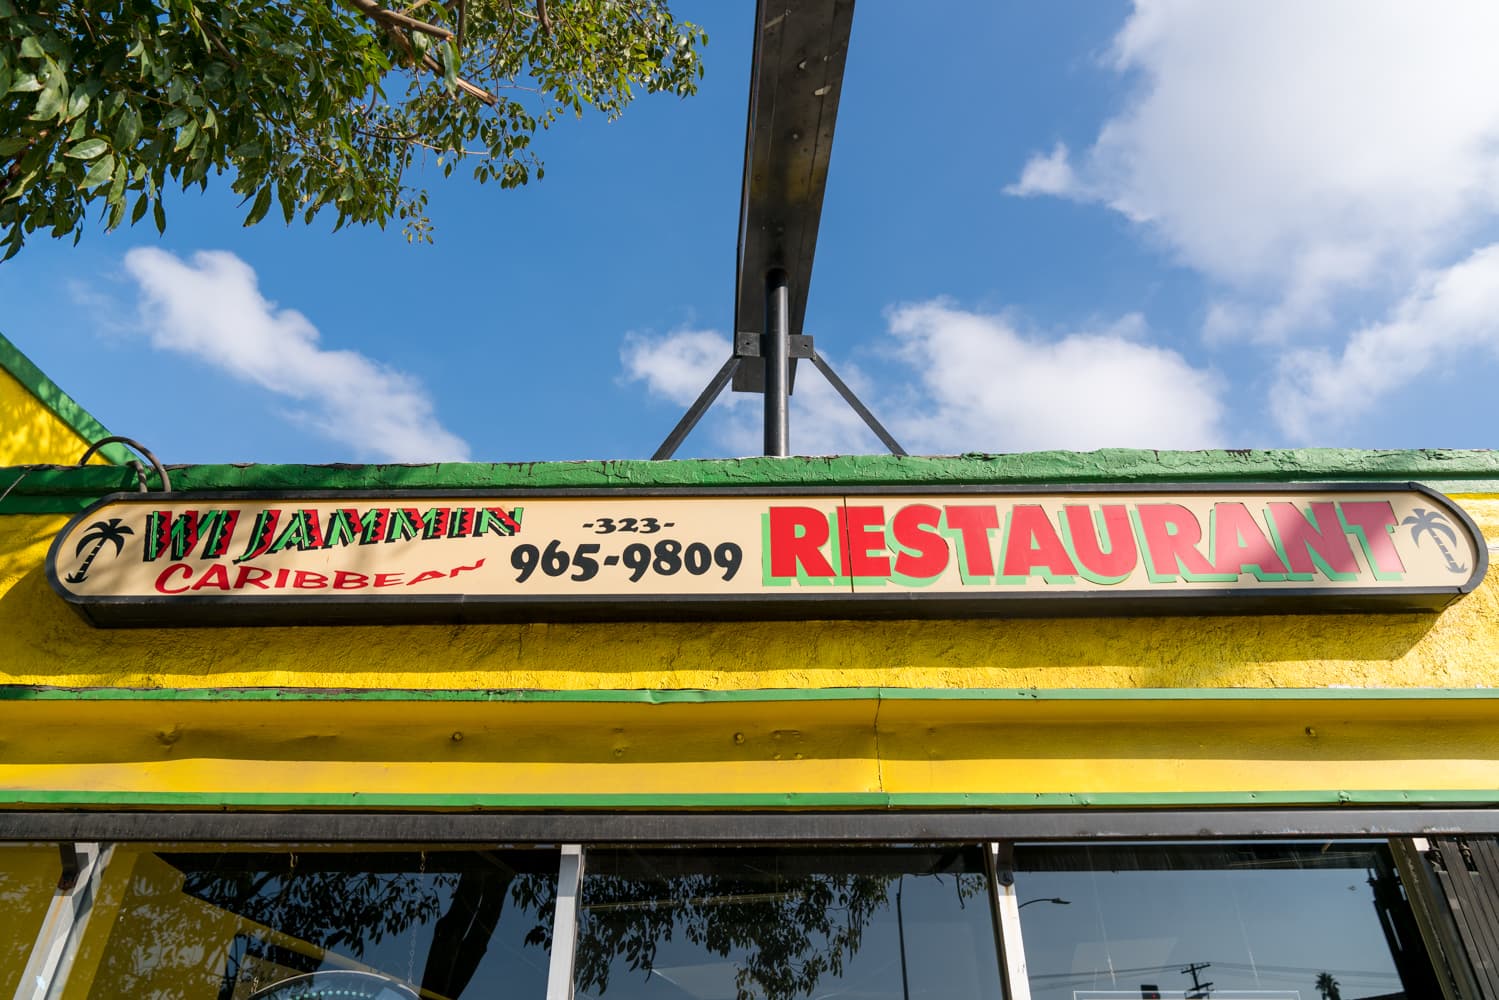 WI JAMMIN
CARIBBEAN
-323-
965-9809
RESTAURANT